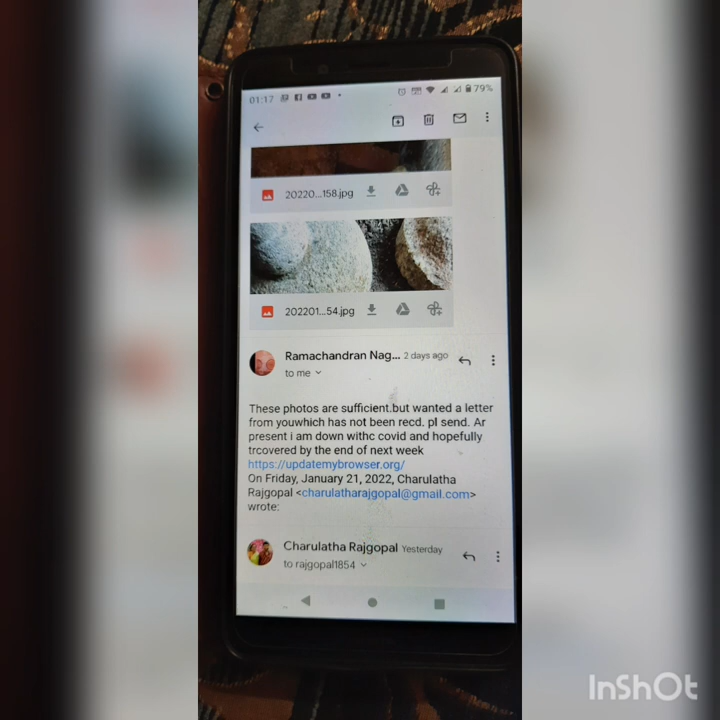 01:17
79%
20220...158.jpg
202201...54.jpg
Ramachandran Nag... 2 days ago
to me
These photos are sufficient.but wanted a letter
from youwhich has not been recd. pl send. Ar
present i am down withc covid and hopefully
trcovered by the end of next week
https://updatemybrowser.org/
On Friday, January 21, 2022, Charulatha
Rajgopal <charulatharajgopal@gmail.com>
wrote:
Charulatha Rajgopal Yesterday
to rajgopal1854
InShOt